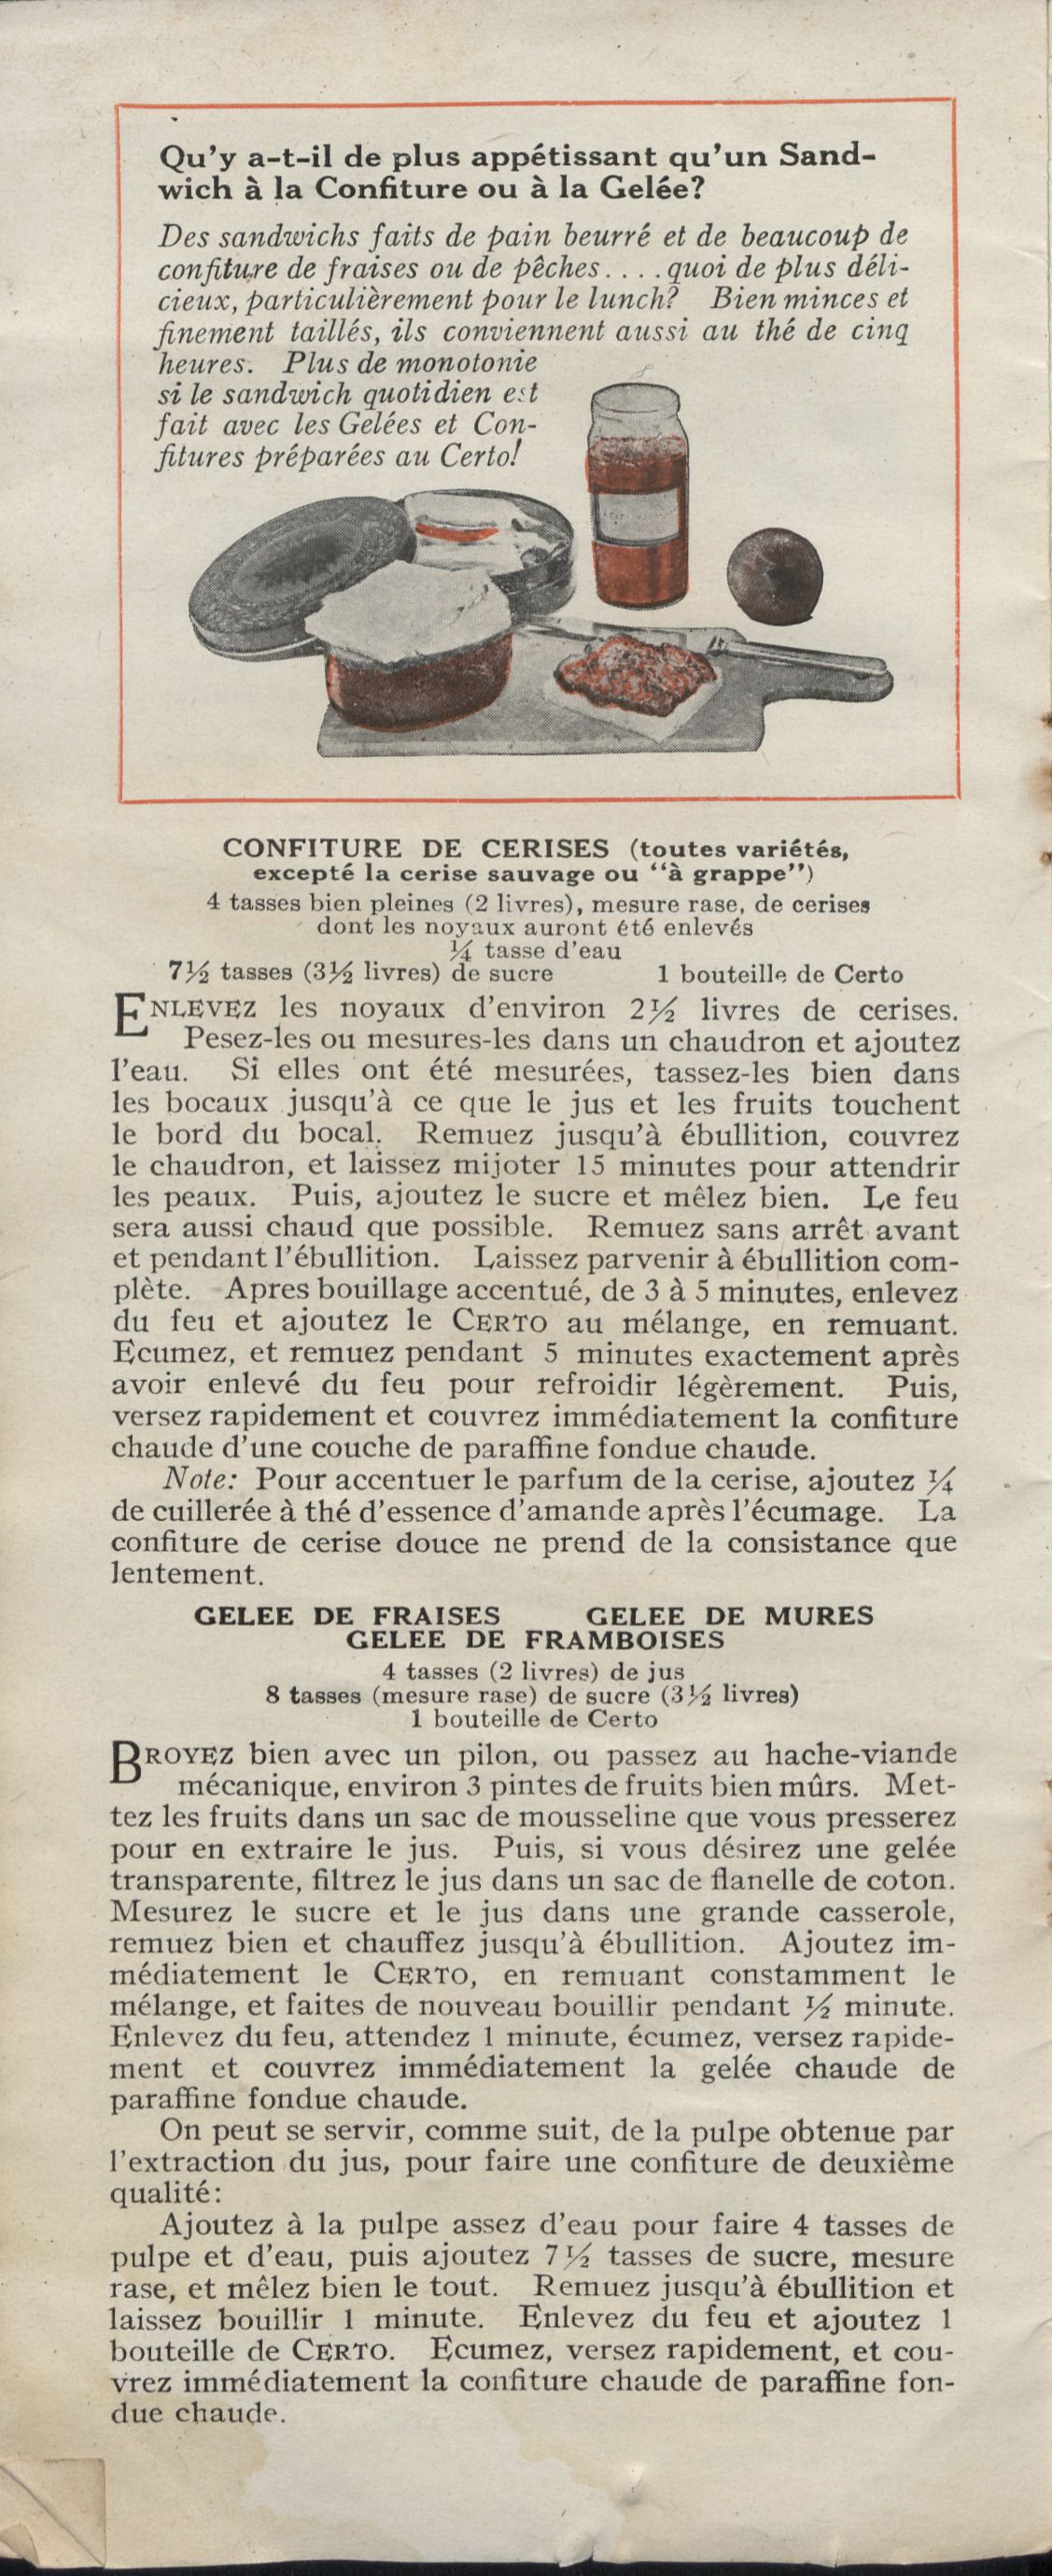 Qu'y a-t-il de plus appétissant qu'un Sand-
wich à la Confiture ou à la Gelée?
Des sandwichs faits de pain beurré et de beaucoup de
confiture de fraises ou de pêches....quoi de plus déli-
cieux, particulièrement pour le lunch? Bien minces et
finement taillés, ils conviennent aussi au thé de cinq
heures. Plus de monotonie
si le sandwich quotidien est
fait avec les Gelées et Con-
fitures préparées au Certo!
CONFITURE DE CERISES (toutes variétés,
excepté la cerise sauvage ou "à grappe")
4 tasses bien pleines (2 livres), mesure rase, de cerises
dont les noyaux auront été enlevés
¼ tasse d'eau
7½ tasses (3½ livres) de sucre 1 bouteille de Certo
ENLEVEZ les noyaux d'environ 2½ livres de cerises.
Pesez-les ou mesures-les dans un chaudron et ajoutez
l'eau. Si elles ont été mesurées, tassez-les bien dans
les bocaux jusqu'à ce que le jus et les fruits touchent
le bord du bocal. Remuez jusqu'à ébullition, couvrez
le chaudron, et laissez mijoter 15 minutes pour attendrir
les peaux. Puis, ajoutez le sucre et mêlez bien. Le feu
sera aussi chaud que possible. Remuez sans arrêt avant
et pendant l'ébullition. Laissez parvenir à ébullition com-
plète. Apres bouillage accentué, de 3 à 5 minutes, enlevez
du feu et ajoutez le CERTO au mélange, en remuant.
Ecumez, et remuez pendant 5 minutes exactement après
avoir enlevé du feu pour refroidir légèrement. Puis,
versez rapidement et couvrez immédiatement la confiture
chaude d'une couche de paraffine fondue chaude.
Note: Pour accentuer le parfum de la cerise, ajoutez ¼
de cuillerée à thé d'essence d'amande après l'écumage. La
confiture de cerise douce ne prend de la consistance que
lentement.
GELEE DE FRAISES GELEE DE MURES
GELEE DE FRAMBOISES
4 tasses (2 livres) de jus
8 tasses (mesure rase) de sucre (3½ livres)
1 bouteille de Certo
BROYEZ bien avec un pilon, ou passez au hache-viande
mécanique, environ 3 pintes de fruits bien mûrs. Met-
tez les fruits dans un sac de mousseline que vous presserez
pour en extraire le jus. Puis, si vous désirez une gelée
transparente, filtrez le jus dans un sac de flanelle de coton.
Mesurez le sucre et le jus dans une grande casserole,
remuez bien et chauffez jusqu'à ébullition. Ajoutez im-
médiatement le CERTO, en remuant constamment le
mélange, et faites de nouveau bouillir pendant ½ minute.
Enlevez du feu, attendez 1 minute, écumez, versez rapide-
ment et couvrez immédiatement la gelée chaude de
paraffine fondue chaude.
On peut se servir, comme suit, de la pulpe obtenue par
l'extraction du jus, pour faire une confiture de deuxième
qualité:
Ajoutez à la pulpe assez d'eau pour faire 4 tasses de
pulpe et d'eau, puis ajoutez 7½ tasses de sucre, mesure
rase, et mêlez bien le tout. Remuez jusqu'à ébullition et
laissez bouillir 1 minute. Enlevez du feu et ajoutez 1
bouteille de CERTO. Ecumez, versez rapidement, et cou-
vrez immédiatement la confiture chaude de paraffine fon-
due chaude.